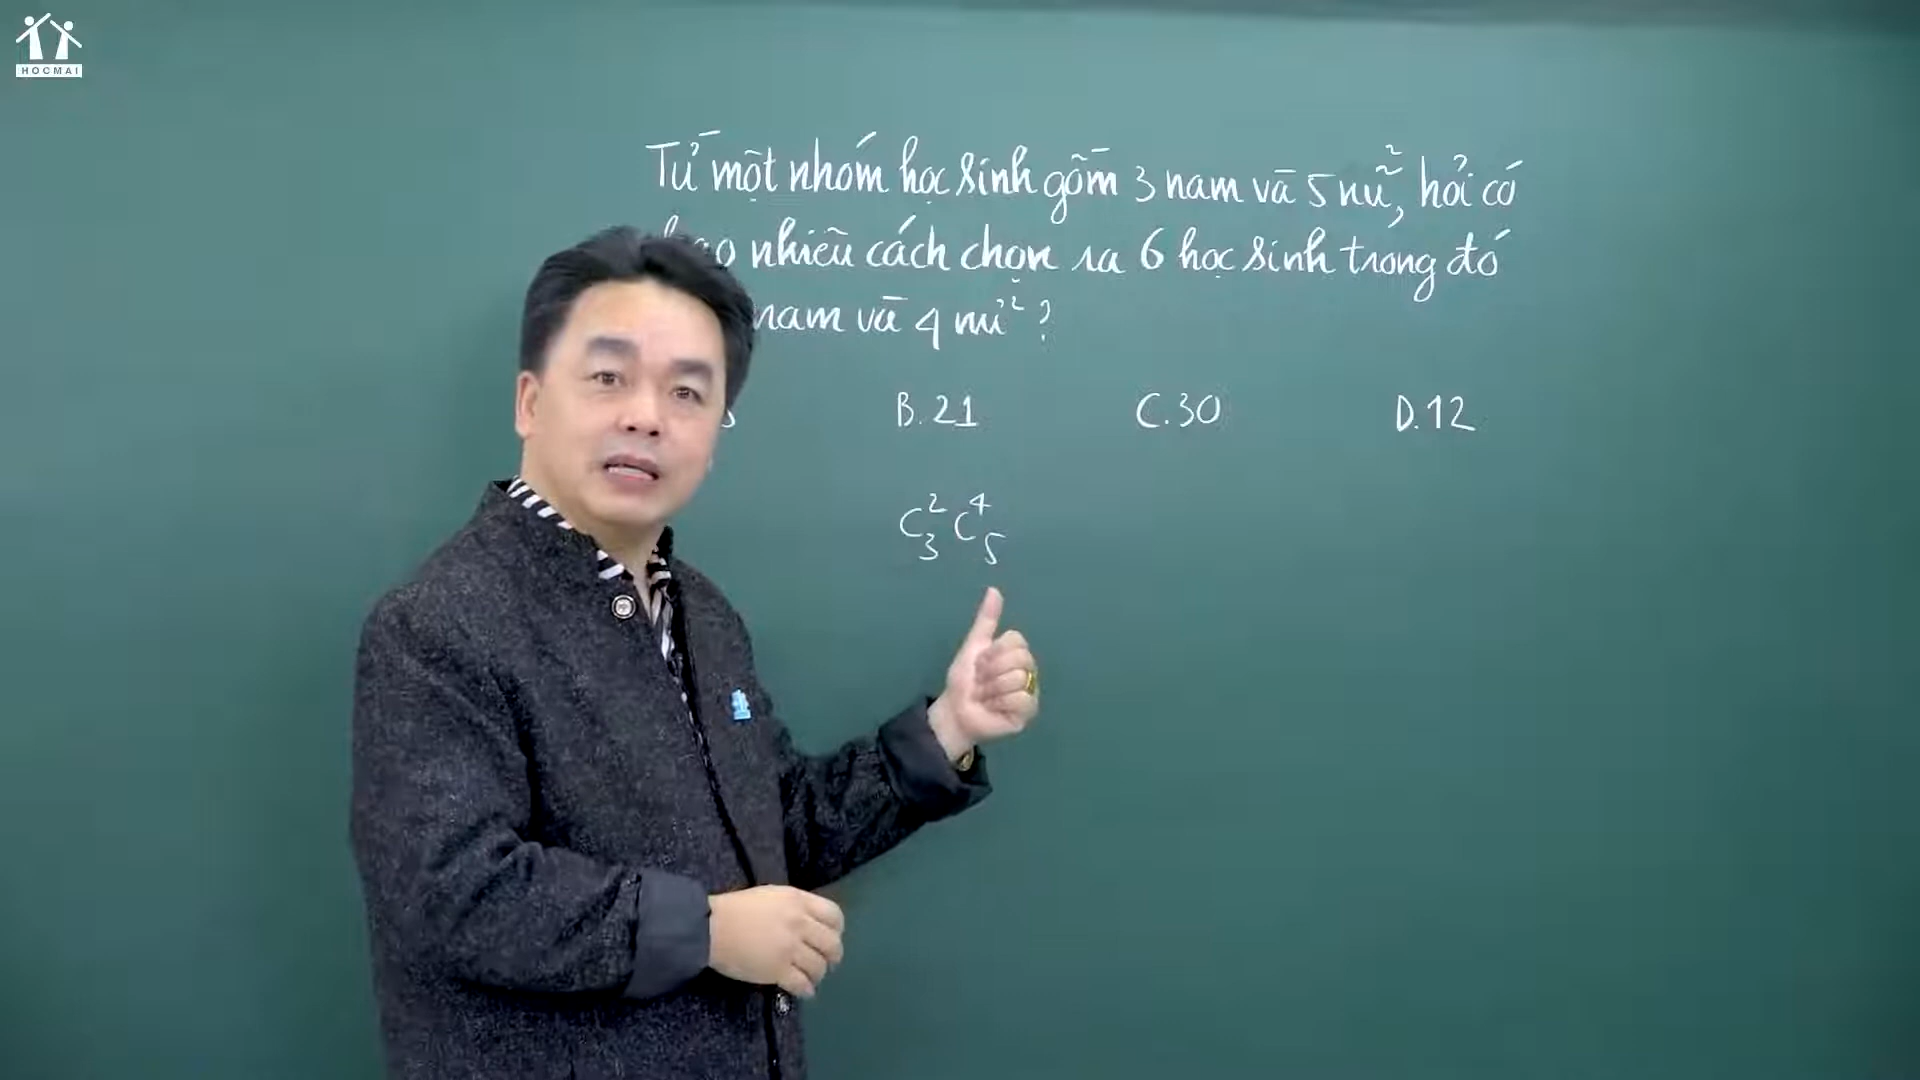 HOCMAI
Từ một nhóm học sinh gồm 3 nam và 5 nữ, hỏi có
nhiêu cách chọn ra 6 học sinh trong đó
nam và 4 nữ?
B. 21 C. 30 D. 12
C₃² C₅⁴